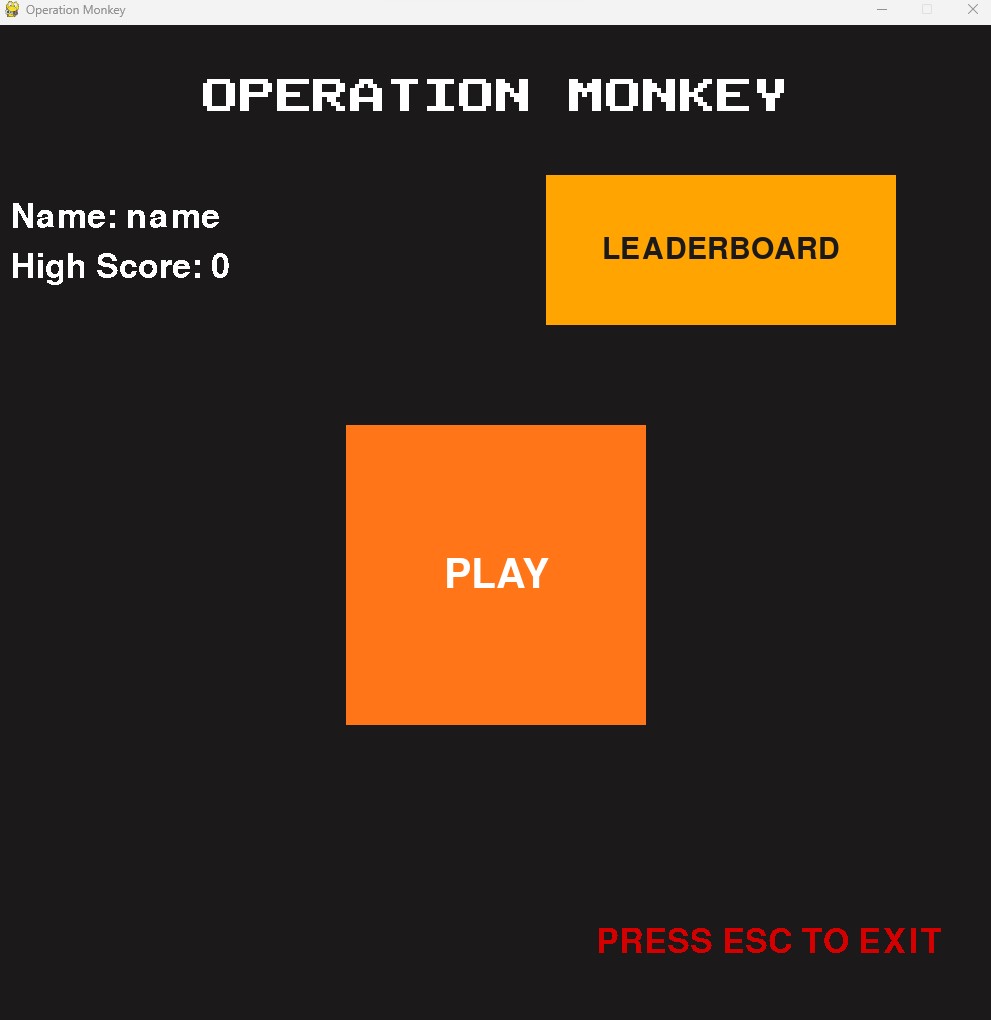 Operation Monkey
OPERATION MONKEY
Name: name
High Score: 0
LEADERBOARD
PLAY
PRESS ESC TO EXIT